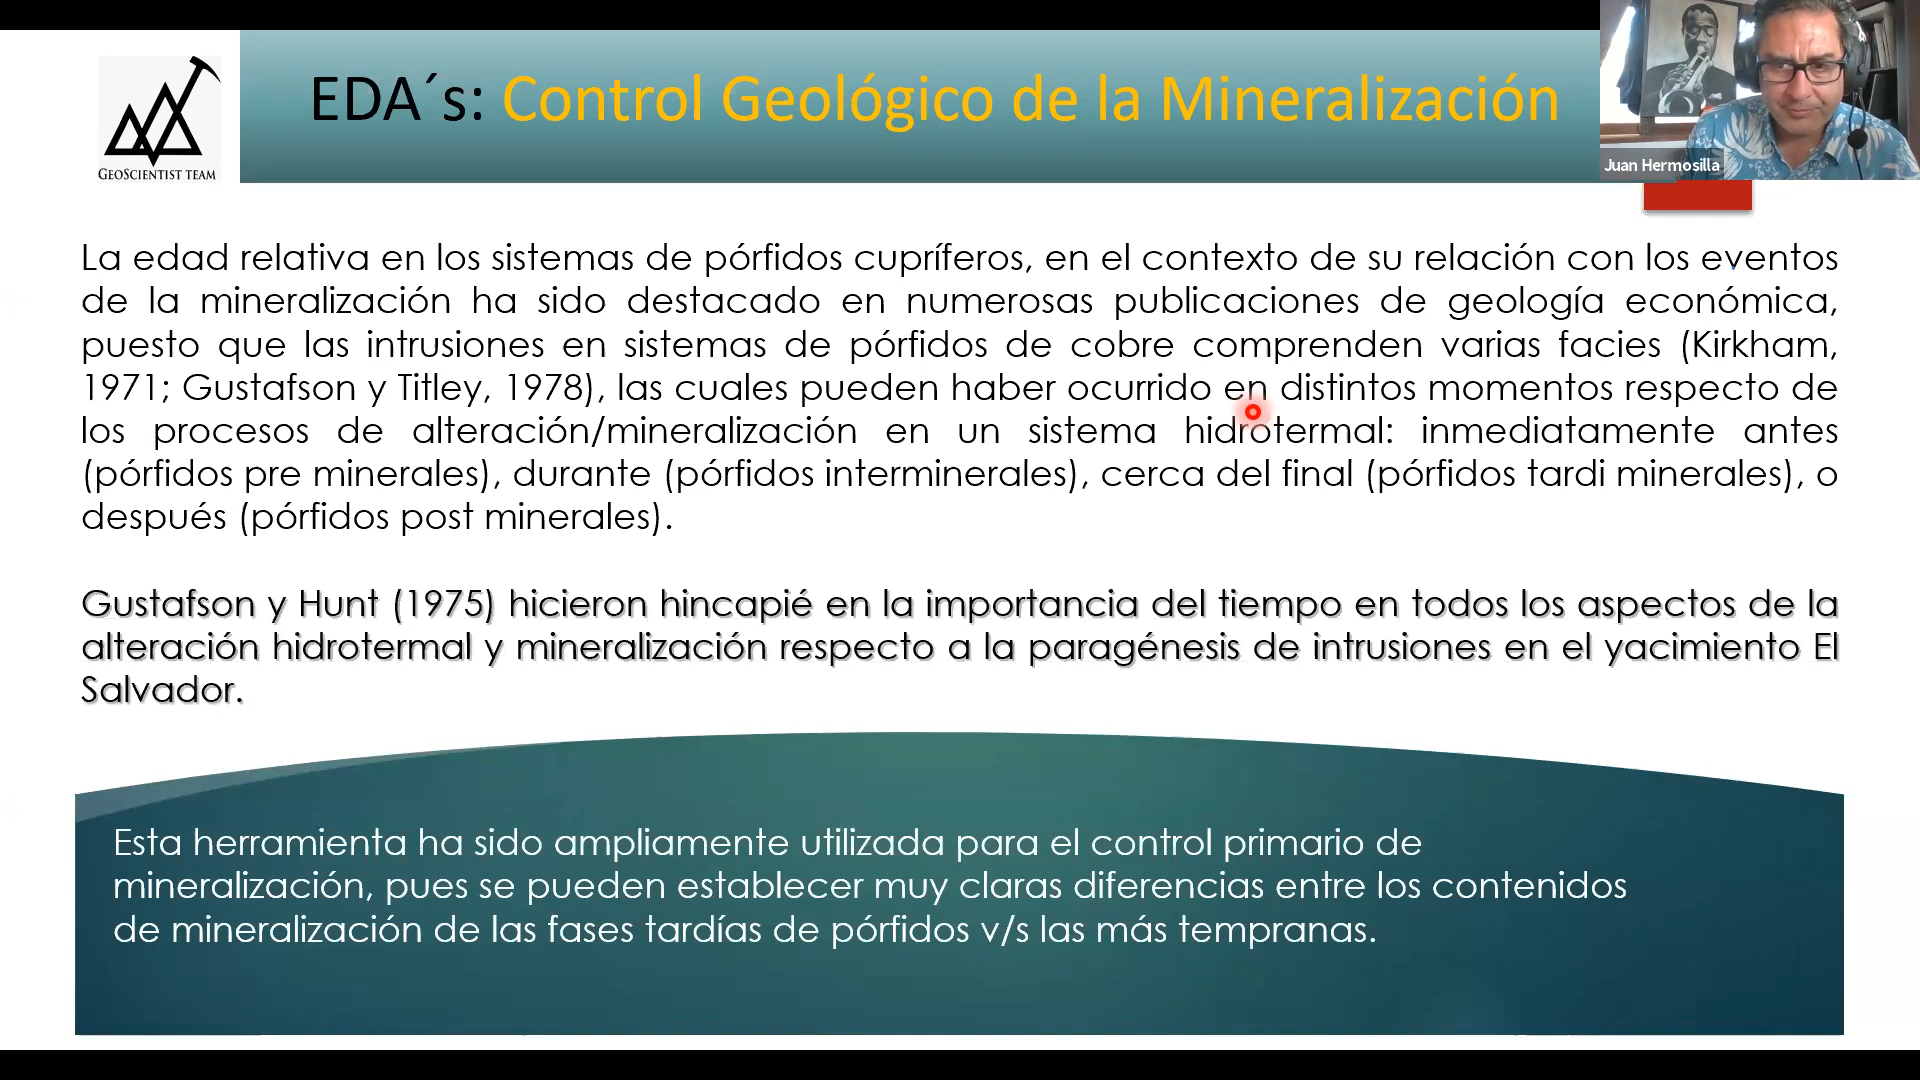 EDA´s: Control Geológico de la Mineralización
GEOSCIENTIST TEAM
Juan Hermosilla
La edad relativa en los sistemas de pórfidos cupríferos, en el contexto de su relación con los eventos
de la mineralización ha sido destacado en numerosas publicaciones de geología económica,
puesto que las intrusiones en sistemas de pórfidos de cobre comprenden varias facies (Kirkham,
1971; Gustafson y Titley, 1978), las cuales pueden haber ocurrido en distintos momentos respecto de
los procesos de alteración/mineralización en un sistema hidrotermal: inmediatamente antes
(pórfidos pre minerales), durante (pórfidos interminerales), cerca del final (pórfidos tardi minerales), o
después (pórfidos post minerales).
Gustafson y Hunt (1975) hicieron hincapié en la importancia del tiempo en todos los aspectos de la
alteración hidrotermal y mineralización respecto a la paragénesis de intrusiones en el yacimiento El
Salvador.
Esta herramienta ha sido ampliamente utilizada para el control primario de
mineralización, pues se pueden establecer muy claras diferencias entre los contenidos
de mineralización de las fases tardías de pórfidos v/s las más tempranas.